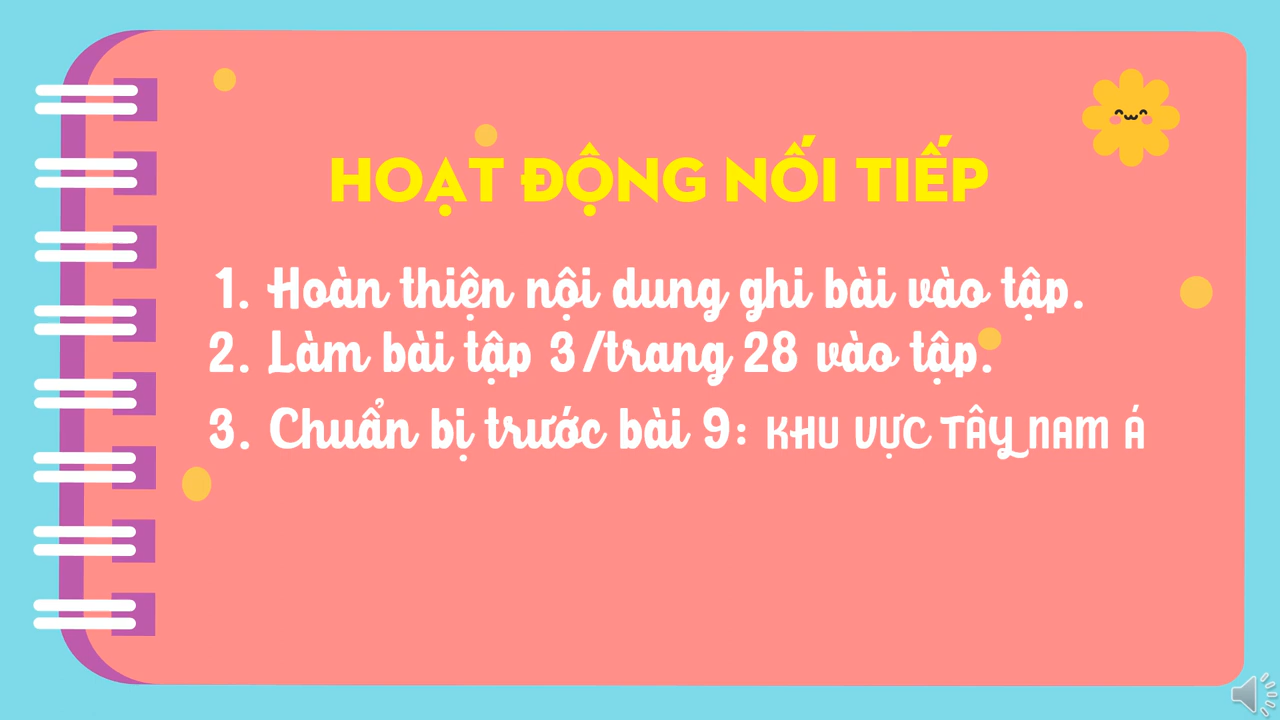 HOẠT ĐỘNG NỐI TIẾP
1. Hoàn thiện nội dung ghi bài vào tập.
2. Làm bài tập 3/trang 28 vào tập.
3. Chuẩn bị trước bài 9: KHU VỰC TÂY NAM Á